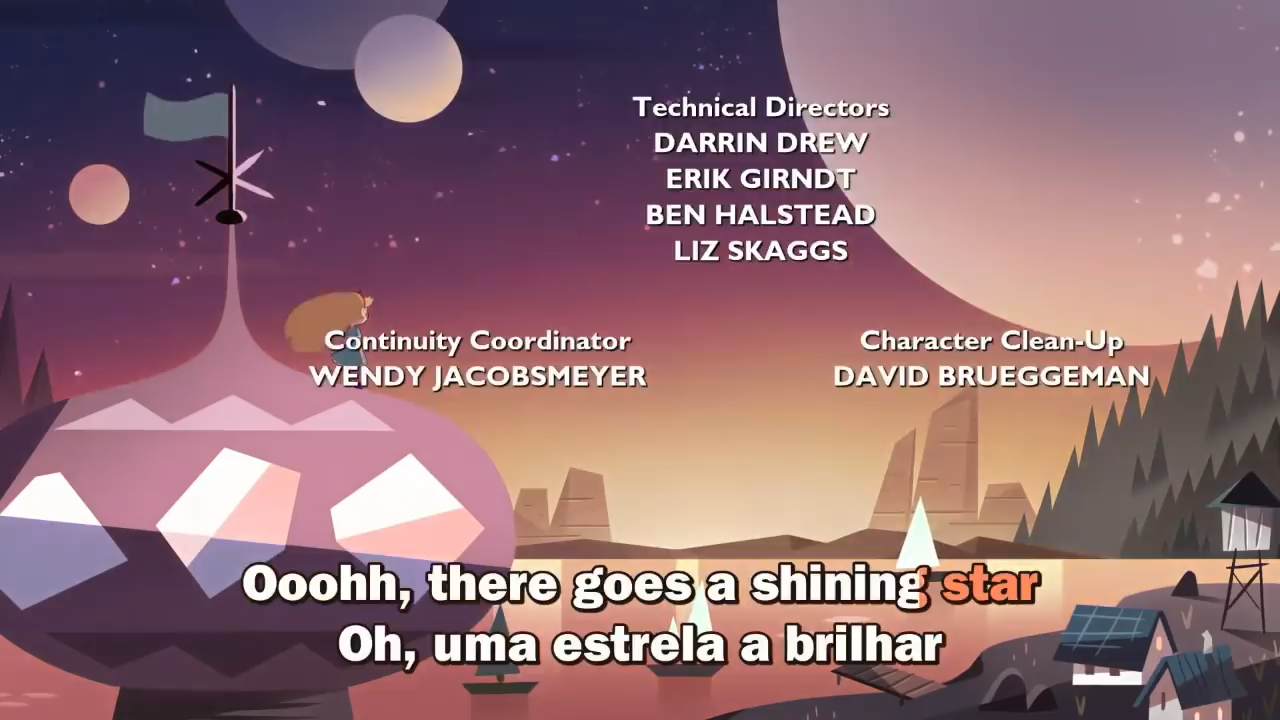 Technical Directors
DARRIN DREW
ERIK GIRNDT
BEN HALSTEAD
LIZ SKAGGS
Continuity Coordinator
WENDY JACOBSMEYER
Character Clean-Up
DAVID BRUEGGEMAN
Ooohh, there goes a shining star
Oh, uma estrela a brilhar